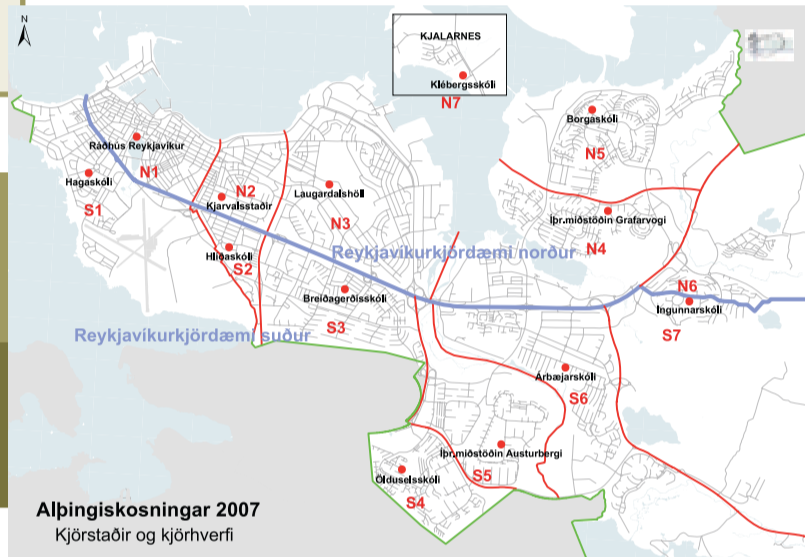 N
KJALARNES
Klébergsskóli
N7
Borgaskóli
N5
Ráðhús Reykjavíkur
N1
Hagaskóli
S1
N2
Kjarvalsstaðir
Laugardalshöll
N3
Íþr.miðstöðin Grafarvogi
N4
Hlíðaskóli
S2
Reykjavíkurkjördæmi norður
Breiðagerðisskóli
S3
N6
Ingunnarskóli
S7
Reykjavíkurkjördæmi suður
Árbæjarskóli
S6
Íþr.miðstöðin Austurbergi
S5
Ölduselsskóli
S4
Alþingiskosningar 2007
Kjörstaðir og kjörhverfi